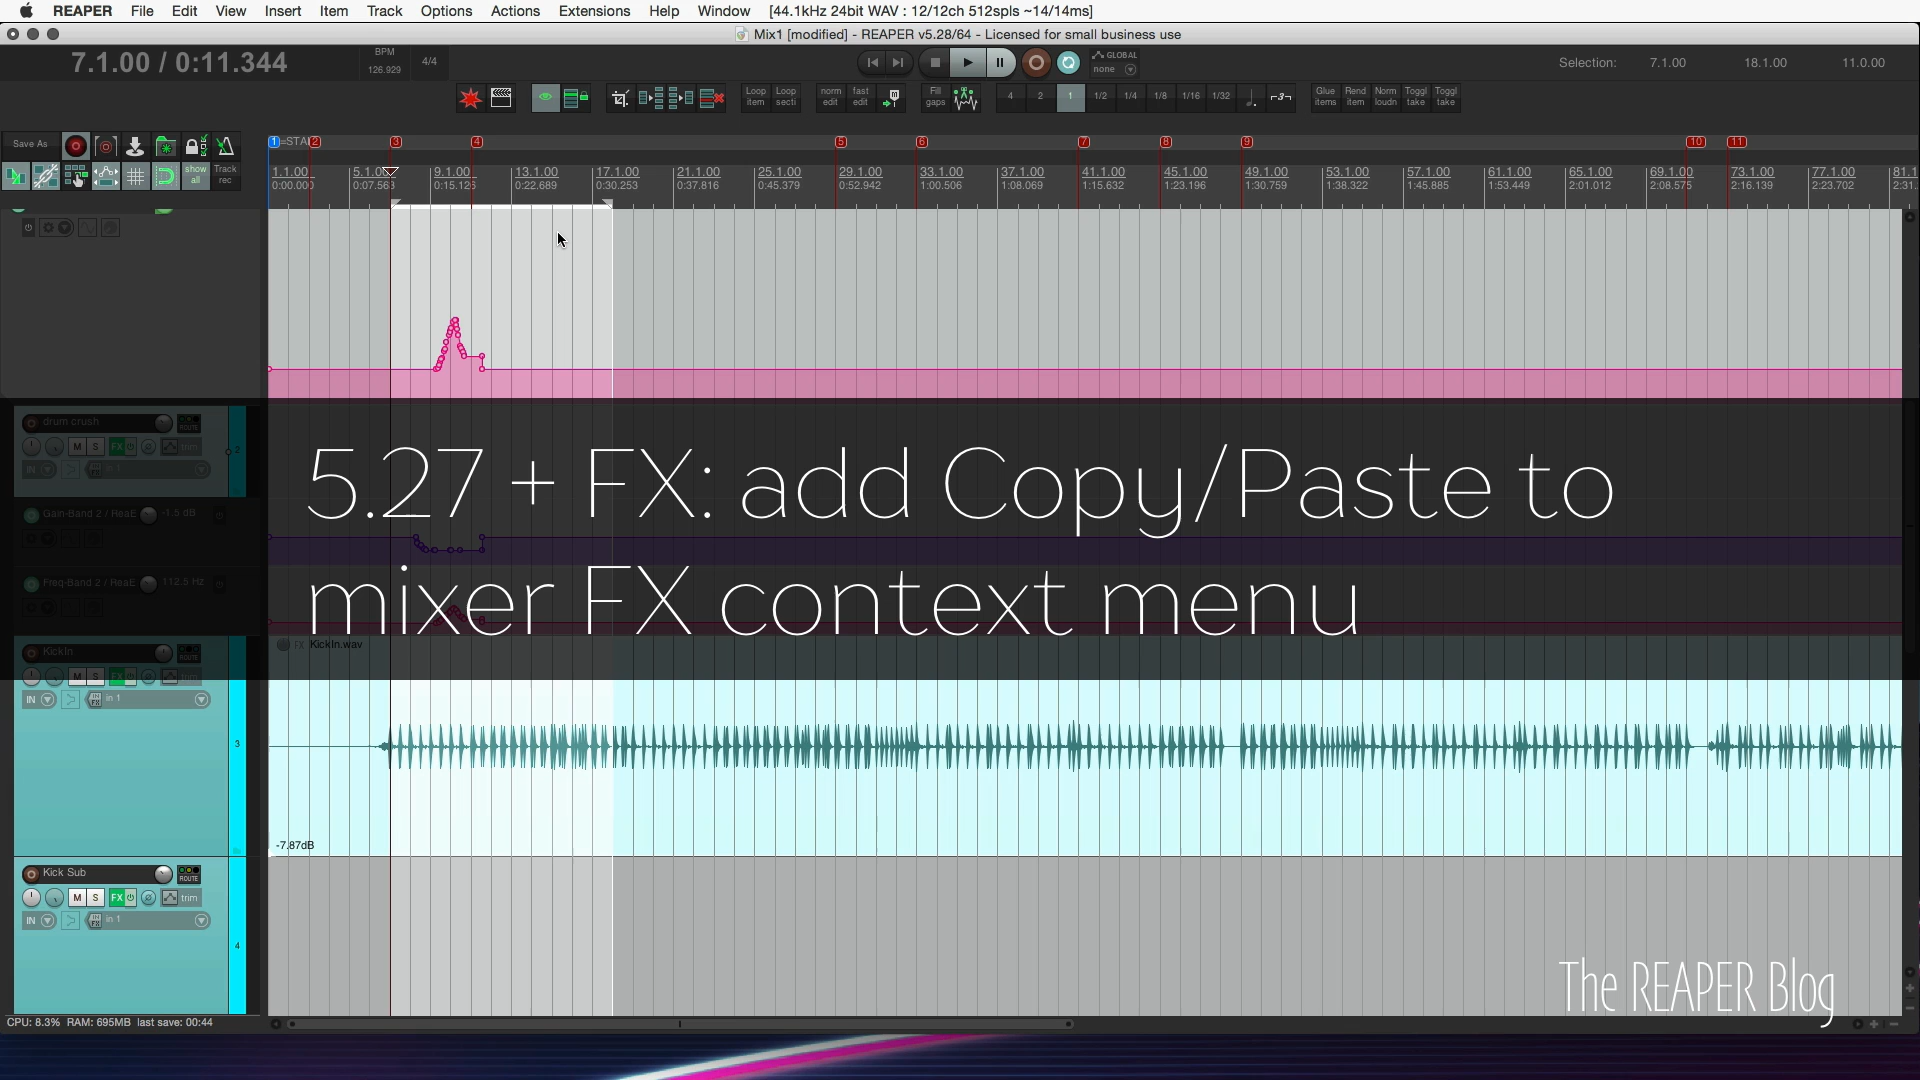 REAPER File Edit View Insert Item Track Options Actions Extensions Help Window [44.1kHz 24bit WAV : 12/12ch 512spls ~14/14ms]
Mix1 [modified] - REAPER v5.28/64 - Licensed for small business use
7.1.00 / 0:11.344
BPM
126.929
4/4
GLOBAL
none
Selection: 7.1.00 18.1.00 11.0.00
Loop item
Loop secti
norm edit
fast edit
Fill gaps
4 2 1 1/2 1/4 1/8 1/16 1/32
-3-
Glue items
Rend item
Norm loudn
Toggl take
Toggl take
Save As
show all
Track rec
1=STA 2 3 4 5 6 7 8 9 10 11
1.1.00 5.1.00 9.1.00 13.1.00 17.1.00 21.1.00 25.1.00 29.1.00 33.1.00 37.1.00 41.1.00 45.1.00 49.1.00 53.1.00 57.1.00 61.1.00 65.1.00 69.1.00 73.1.00 77.1.00 81.1
0:00.000 0:07.563 0:15.126 0:22.689 0:30.253 0:37.816 0:45.379 0:52.942 1:00.506 1:08.069 1:15.632 1:23.196 1:30.759 1:38.322 1:45.885 1:53.449 2:01.012 2:08.575 2:16.139 2:23.702 2:31.
drum crush
ROUTE
M S FX trim
2
IN in 1
5.27 + FX: add Copy/Paste to
mixer FX context menu
Gain-Band 2 / ReaE -1.5 dB
Freq-Band 2 / ReaE 112.5 Hz
KickIn
ROUTE
FX KickIn.wav
M S FX trim
IN FX in 1
3
-7.87dB
Kick Sub
ROUTE
M S FX trim
IN FX in 1
4
The REAPER Blog
CPU: 8.3% RAM: 695MB last save: 00:44